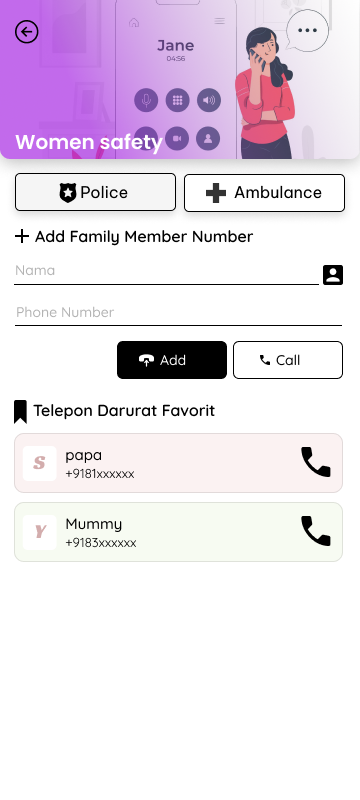 Jane
04:56
Women safety
Police
Ambulance
Add Family Member Number
Nama
Phone Number
Add
Call
Telepon Darurat Favorit
S
papa
+9181xxxxxx
Y
Mummy
+9183xxxxxx